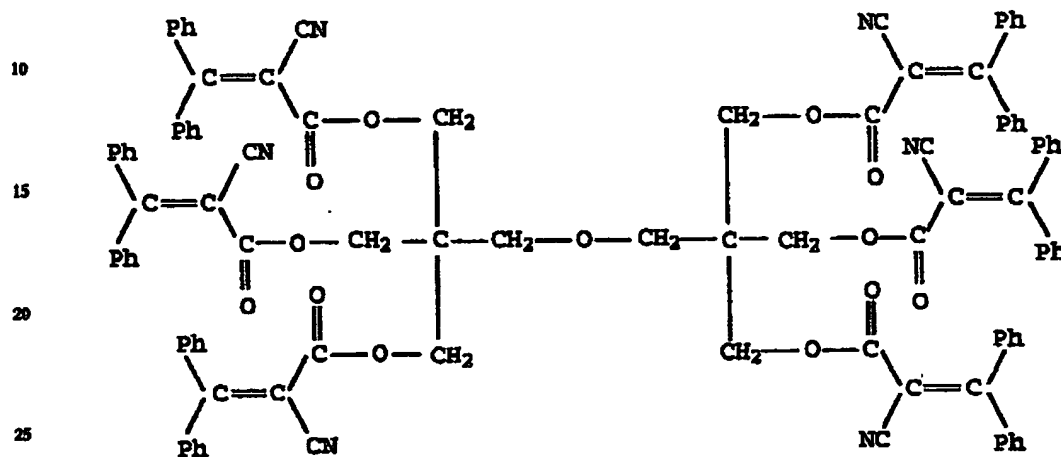 Ph CN NC Ph
10 C=C C=C
Ph C-O-CH₂ CH₂-O-C Ph
Ph CN O O NC Ph
15 C=C C=C
Ph C-O-CH₂-C-CH₂-O-CH₂-C-CH₂-O-C Ph
O O O O
20
Ph C-O-CH₂ CH₂-O-C Ph
C=C C=C
25 Ph CN NC Ph